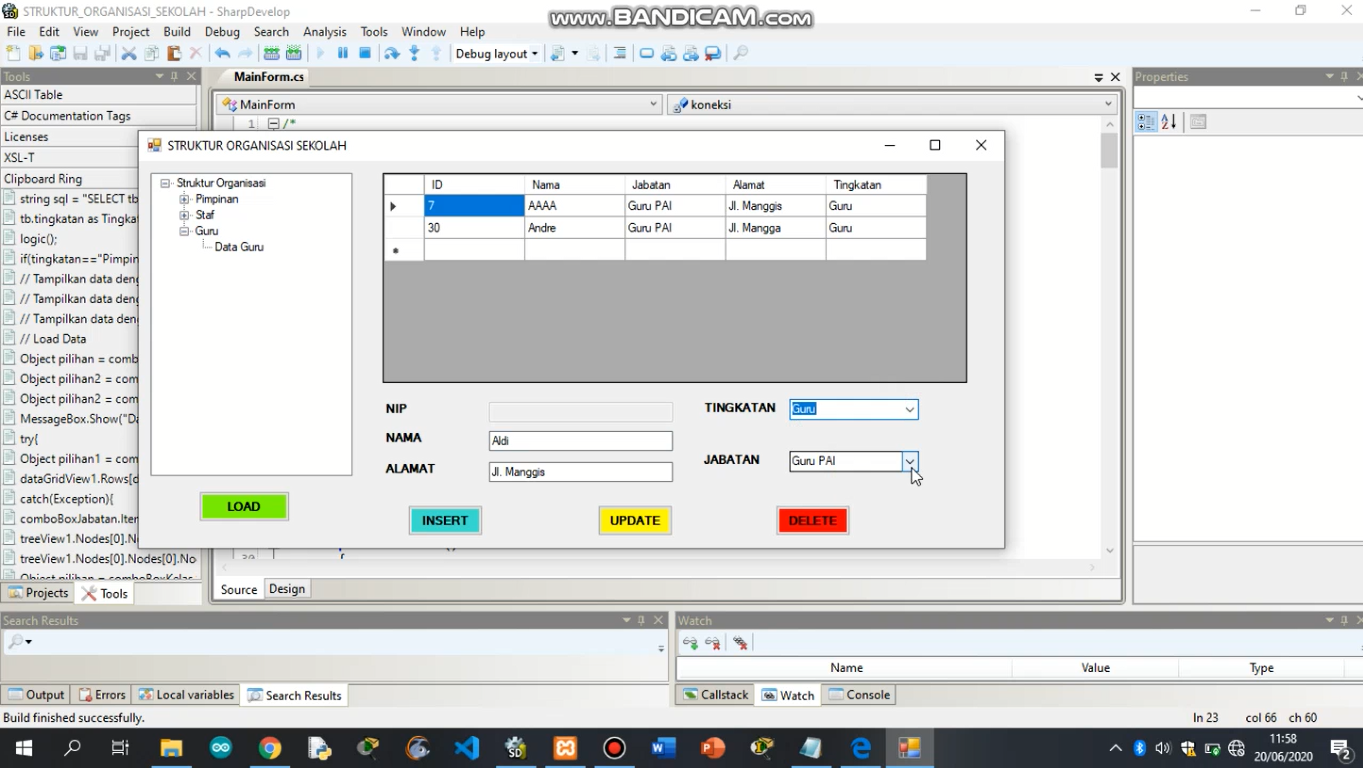 STRUKTUR_ORGANISASI_SEKOLAH - SharpDevelop
www.BANDICAM.com
File Edit View Project Build Debug Search Analysis Tools Window Help
Debug layout
Tools
MainForm.cs
Properties
ASCII Table
C# Documentation Tags
Licenses
XSL-T
Clipboard Ring
MainForm
koneksi
1 /*
string sql = "SELECT tb
tb.tingkatan as Tingkat
logic();
if(tingkatan=="Pimpin
// Tampilkan data deng
// Tampilkan data deng
// Tampilkan data deng
// Load Data
Object pilihan = comb
Object pilihan2 = com
Object pilihan2 = com
MessageBox.Show("Da
try{
Object pilihan1 = com
dataGridView1.Rows[d
catch(Exception){
comboBoxJabatan.Iter
treeView1.Nodes[0].N
treeView1.Nodes[0].Nodes[0].No
STRUKTUR ORGANISASI SEKOLAH
Struktur Organisasi
Pimpinan
Staf
Guru
Data Guru
ID Nama Jabatan Alamat Tingkatan
7 AAAA Guru PAI Jl. Manggis Guru
30 Andre Guru PAI Jl. Mangga Guru
NIP
TINGKATAN Guru
NAMA Aldi
JABATAN Guru PAI
ALAMAT Jl. Manggis
LOAD
INSERT
UPDATE
DELETE
Projects Tools
Source Design
Search Results
Watch
Name Value Type
Output Errors Local variables Search Results
Callstack Watch Console
Build finished successfully.
ln 23 col 66 ch 60
11:58
20/06/2020
2